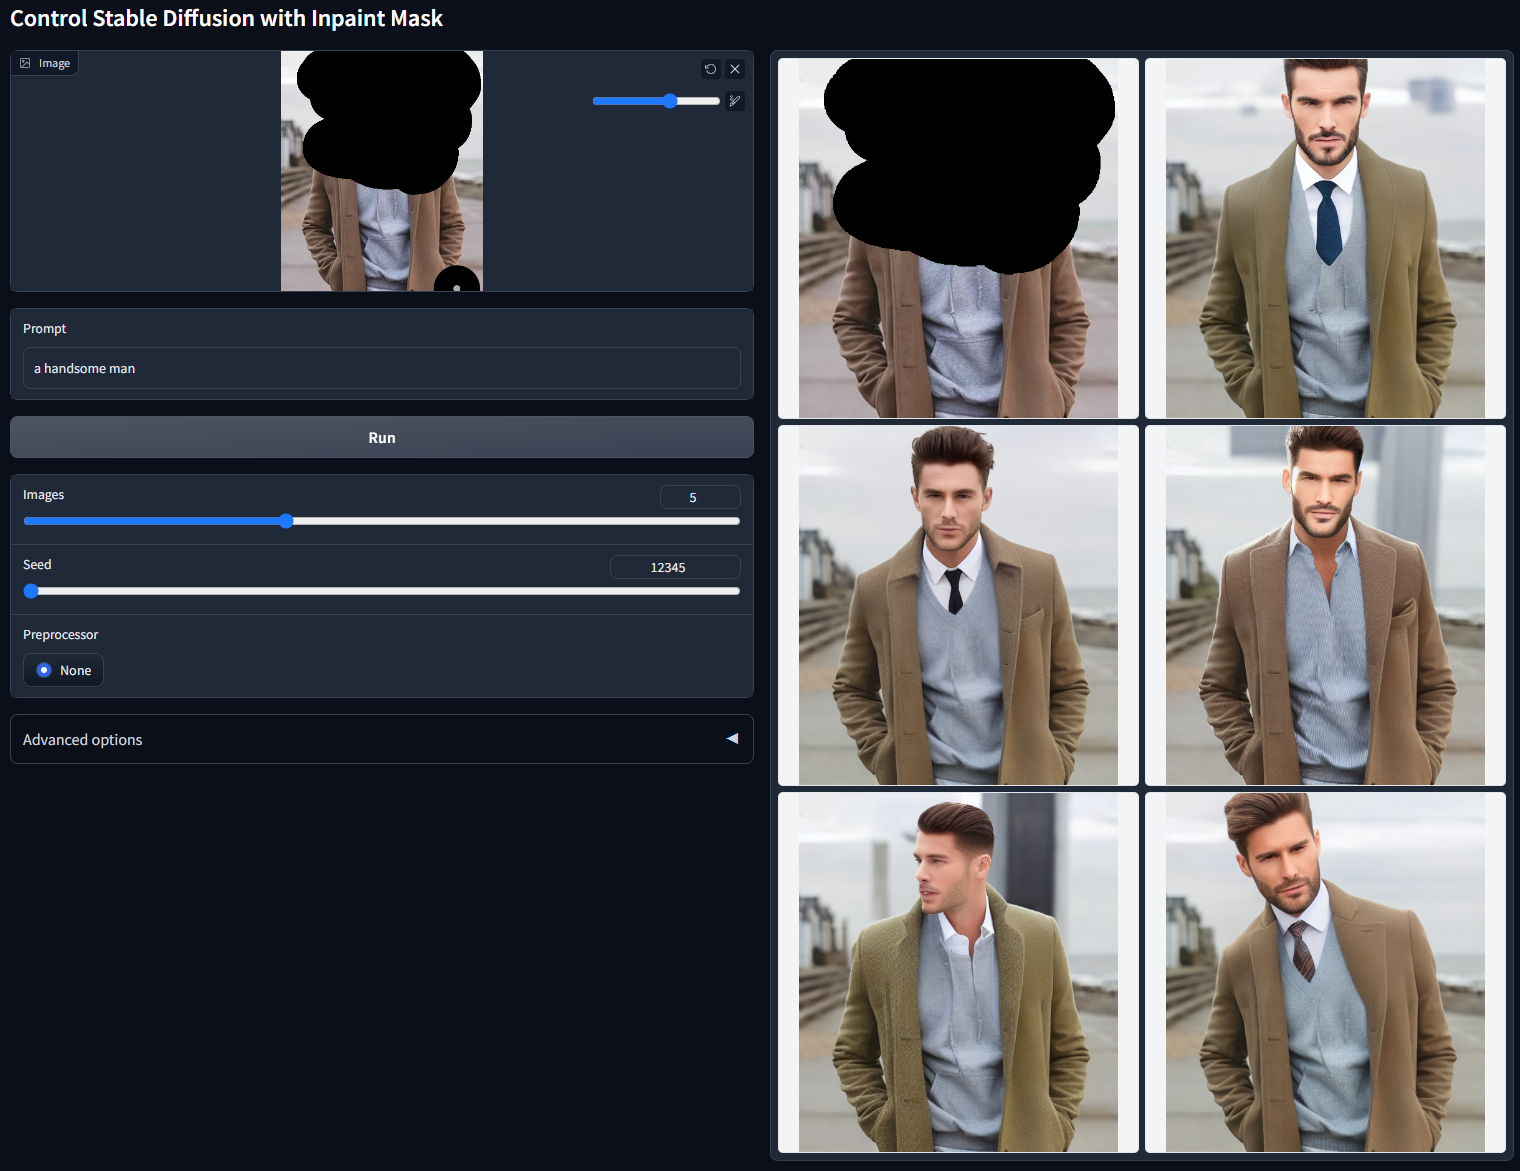 Control Stable Diffusion with Inpaint Mask
Image
Prompt
a handsome man
Run
Images
5
Seed
12345
Preprocessor
None
Advanced options